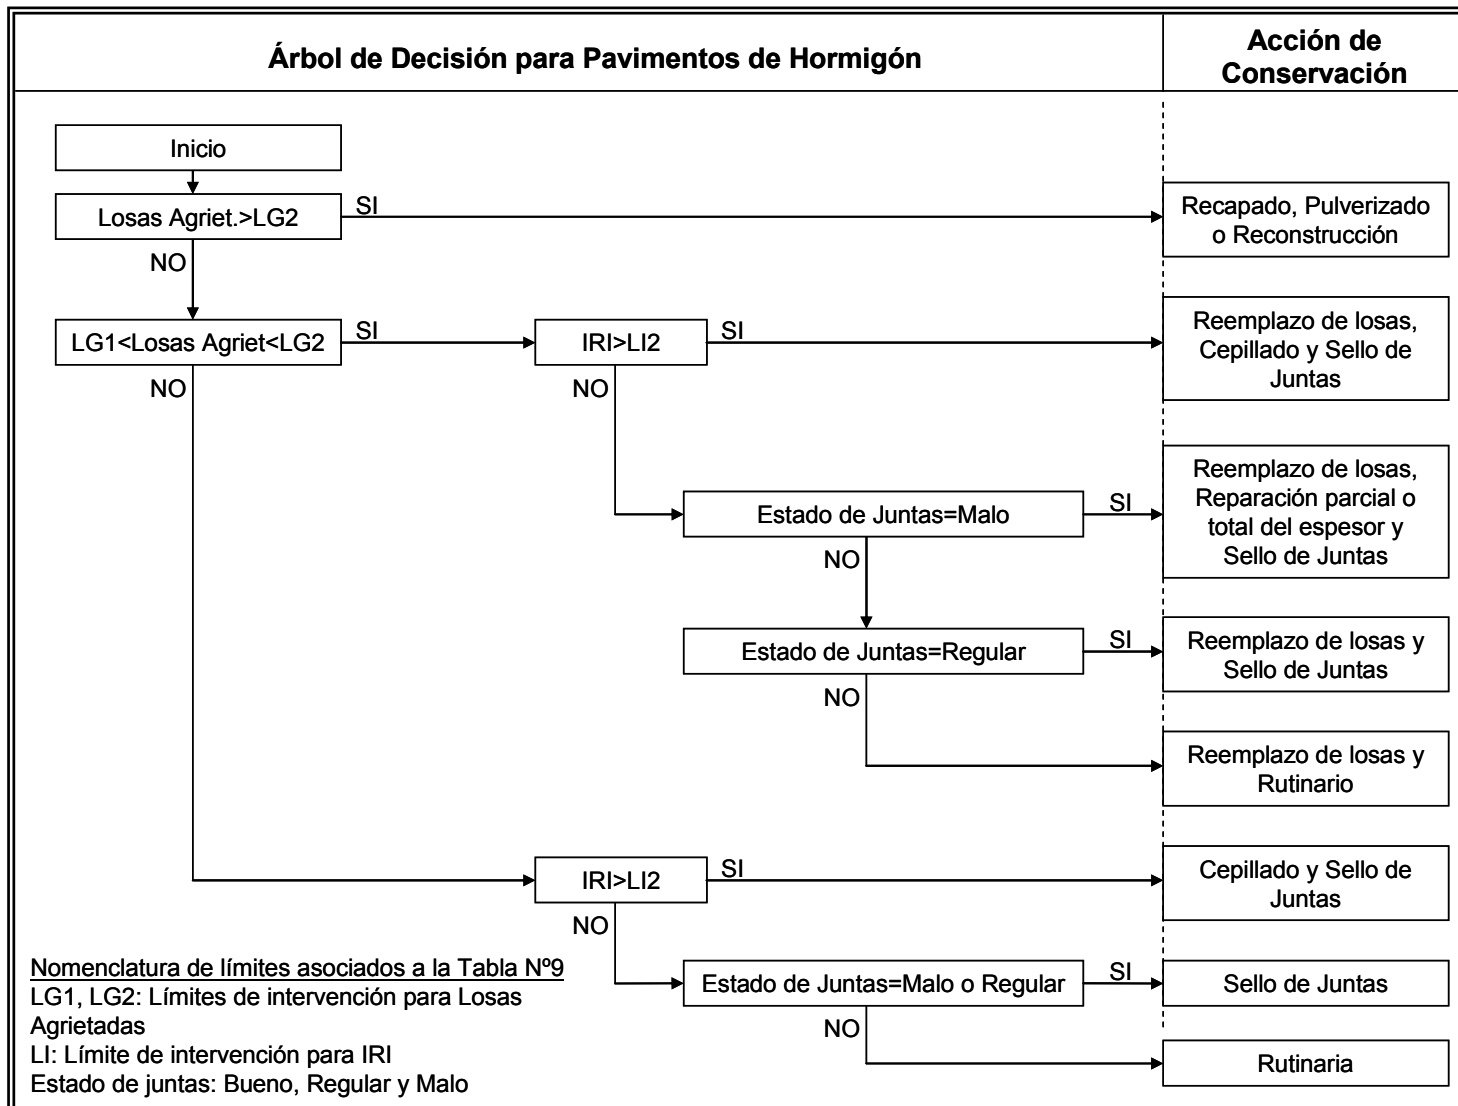 Árbol de Decisión para Pavimentos de Hormigón
Acción de
Conservación
Inicio
Losas Agriet.>LG2
SI
Recapado, Pulverizado
o Reconstrucción
NO
LG1<Losas Agriet<LG2
SI
IRI>LI2
SI
Reemplazo de losas,
Cepillado y Sello de
Juntas
NO
NO
Estado de Juntas=Malo
SI
Reemplazo de losas,
Reparación parcial o
total del espesor y
Sello de Juntas
NO
Estado de Juntas=Regular
SI
Reemplazo de losas y
Sello de Juntas
NO
Reemplazo de losas y
Rutinario
IRI>LI2
SI
Cepillado y Sello de
Juntas
NO
Estado de Juntas=Malo o Regular
SI
Sello de Juntas
NO
Rutinaria
Nomenclatura de límites asociados a la Tabla Nº9
LG1, LG2: Límites de intervención para Losas
Agrietadas
LI: Límite de intervención para IRI
Estado de juntas: Bueno, Regular y Malo